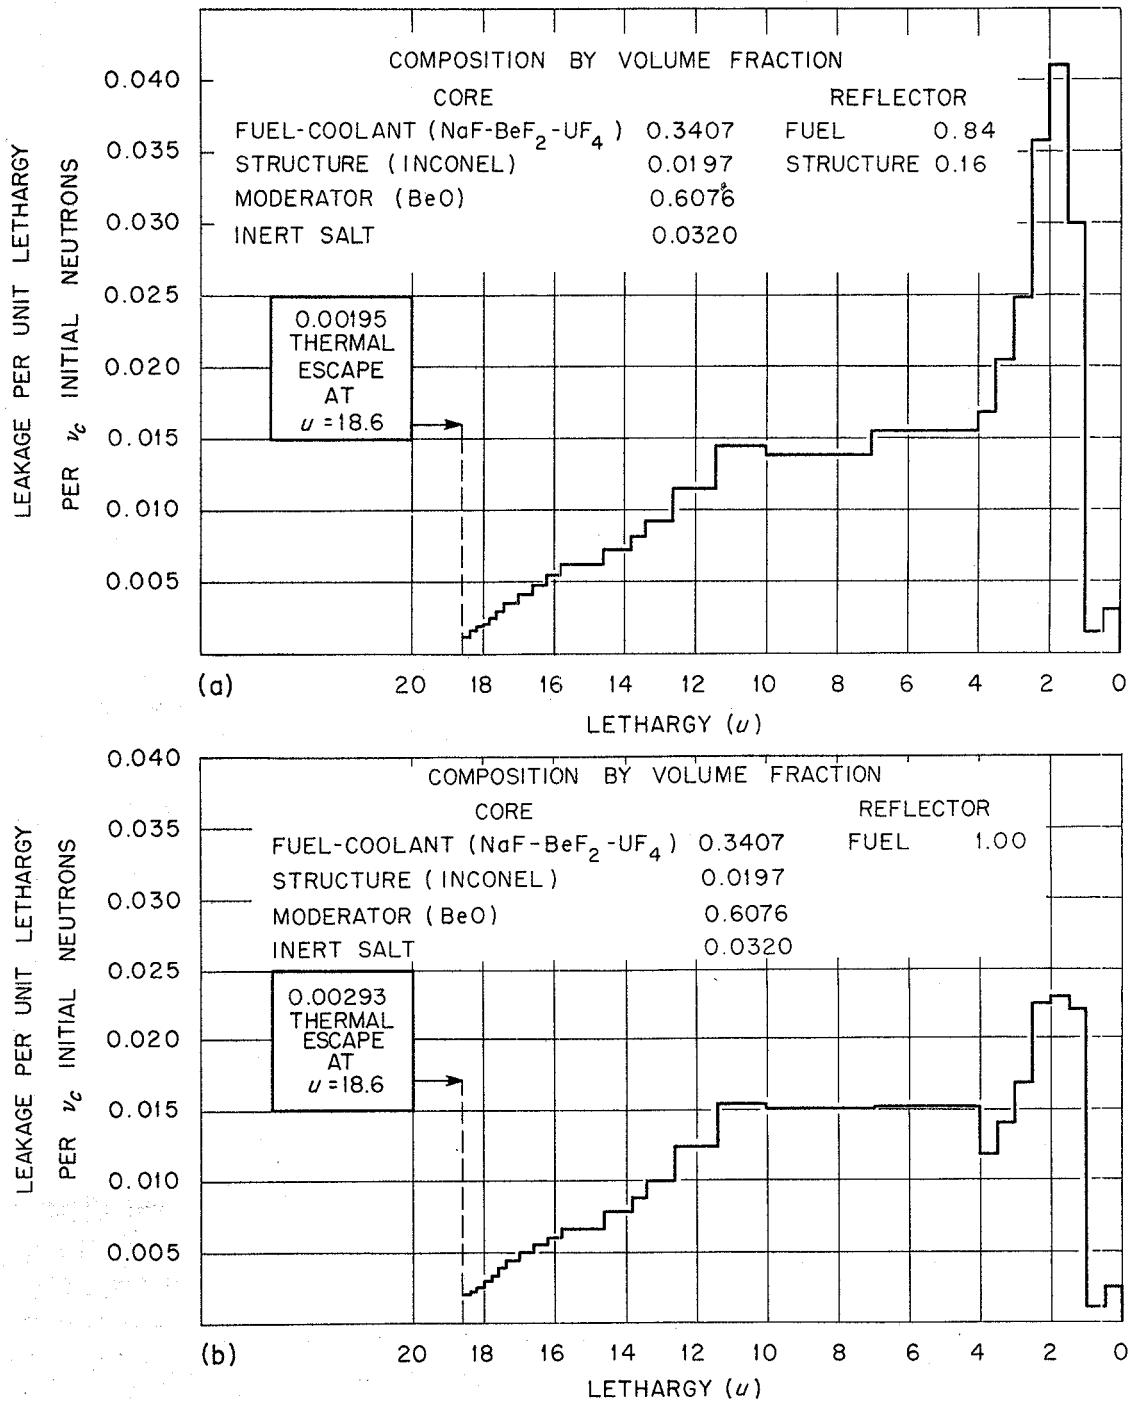 COMPOSITION BY VOLUME FRACTION
CORE REFLECTOR
FUEL-COOLANT (NaF-BeF2-UF4) 0.3407 FUEL 0.84
STRUCTURE (INCONEL) 0.0197 STRUCTURE 0.16
MODERATOR (BeO) 0.6076
INERT SALT 0.0320
LEAKAGE PER UNIT LETHARGY
PER νc INITIAL NEUTRONS
0.040
0.035
0.030
0.025
0.020
0.015
0.010
0.005
0.00195
THERMAL
ESCAPE
AT
u = 18.6
(a) 20 18 16 14 12 10 8 6 4 2 0
LETHARGY (u)
COMPOSITION BY VOLUME FRACTION
CORE REFLECTOR
FUEL-COOLANT (NaF-BeF2-UF4) 0.3407 FUEL 1.00
STRUCTURE (INCONEL) 0.0197
MODERATOR (BeO) 0.6076
INERT SALT 0.0320
LEAKAGE PER UNIT LETHARGY
PER νc INITIAL NEUTRONS
0.040
0.035
0.030
0.025
0.020
0.015
0.010
0.005
0.00293
THERMAL
ESCAPE
AT
u = 18.6
(b) 20 18 16 14 12 10 8 6 4 2 0
LETHARGY (u)